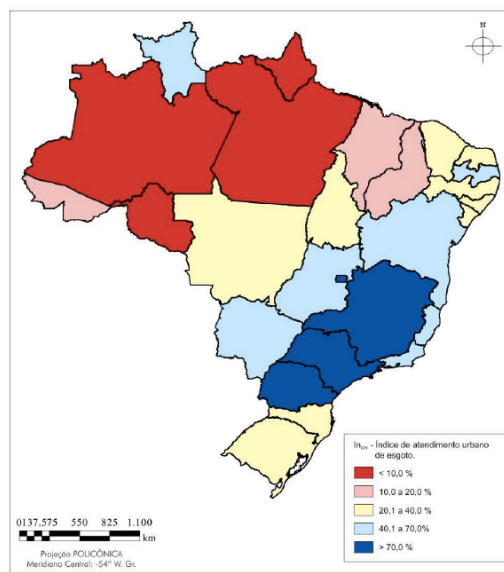 N
In₀₂₄ - Índice de atendimento urbano
de esgoto.
< 10,0 %
10,0 a 20,0 %
20,1 a 40,0 %
40,1 a 70,0%
> 70,0 %
0137,575 550 825 1.100
km
Projeção POLICÔNICA
Meridiano Central: -54° W. Gr.